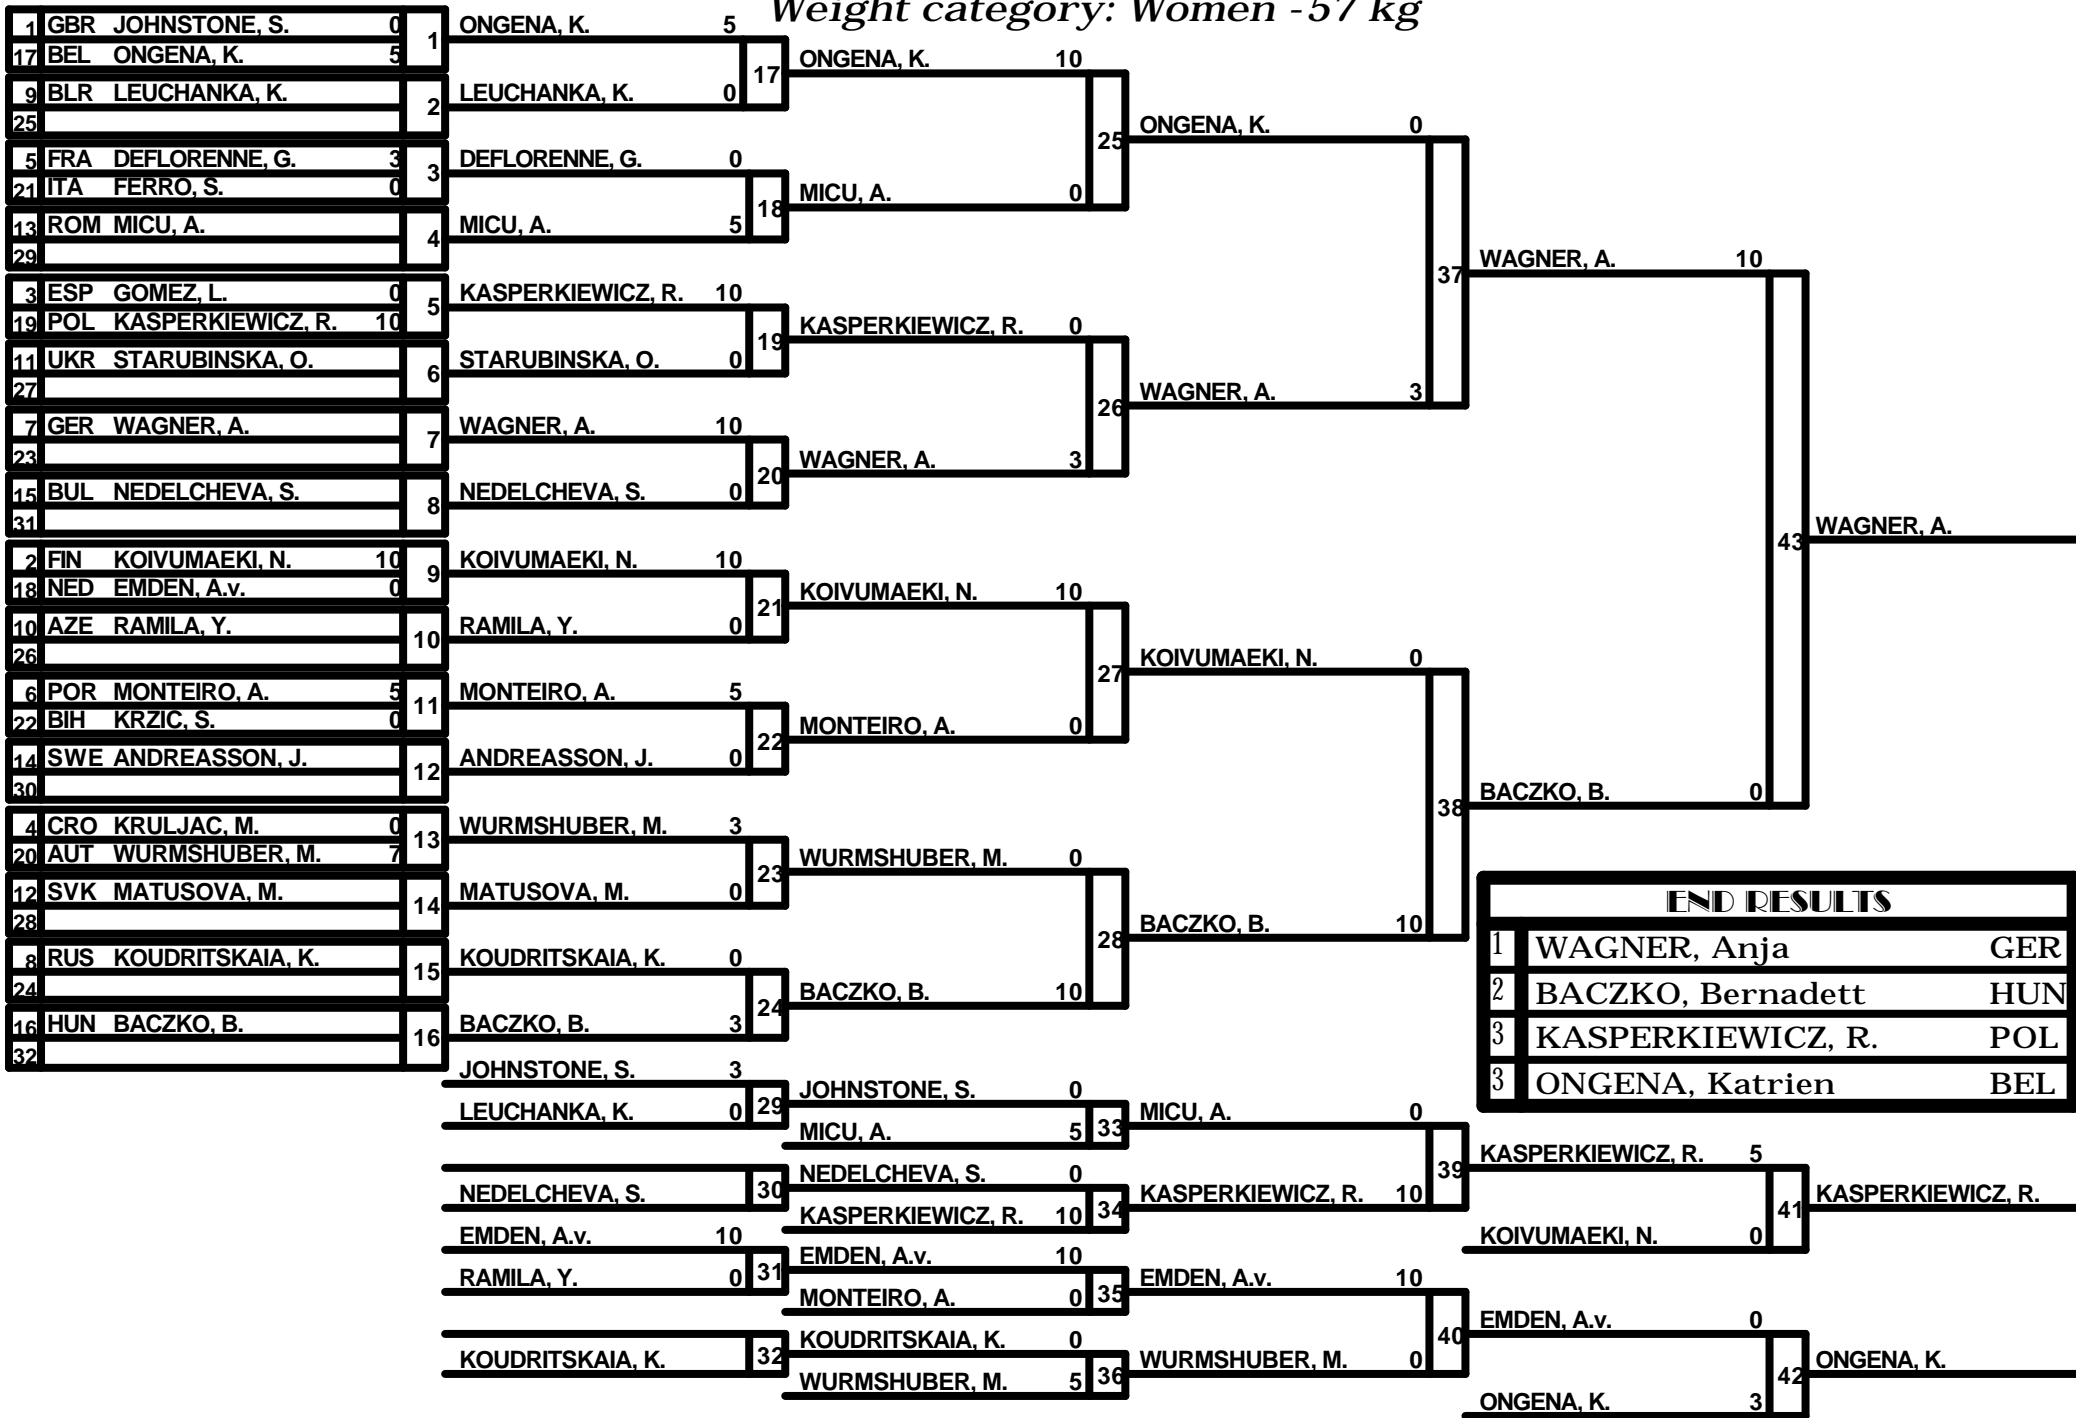 Weight category: Women -57 kg
1 GBR JOHNSTONE, S. 0
17 BEL ONGENA, K. 5
1
9 BLR LEUCHANKA, K.
25
2
5 FRA DEFLORENNE, G. 3
21 ITA FERRO, S. 0
3
13 ROM MICU, A.
29
4
3 ESP GOMEZ, L. 0
19 POL KASPERKIEWICZ, R. 10
5
11 UKR STARUBINSKA, O.
27
6
7 GER WAGNER, A.
23
7
15 BUL NEDELCHEVA, S.
31
8
2 FIN KOIVUMAEKI, N. 10
18 NED EMDEN, A.v. 0
9
10 AZE RAMILA, Y.
26
10
6 POR MONTEIRO, A. 5
22 BIH KRZIC, S. 0
11
14 SWE ANDREASSON, J.
30
12
4 CRO KRULJAC, M. 0
20 AUT WURMSHUBER, M. 7
13
12 SVK MATUSOVA, M.
28
14
8 RUS KOUDRITSKAIA, K.
24
15
16 HUN BACZKO, B.
32
16
ONGENA, K. 5
LEUCHANKA, K. 0
17
DEFLORENNE, G. 0
MICU, A. 5
18
KASPERKIEWICZ, R. 10
STARUBINSKA, O. 0
19
WAGNER, A. 10
NEDELCHEVA, S. 0
20
KOIVUMAEKI, N. 10
RAMILA, Y. 0
21
MONTEIRO, A. 5
ANDREASSON, J. 0
22
WURMSHUBER, M. 3
MATUSOVA, M. 0
23
KOUDRITSKAIA, K. 0
BACZKO, B. 3
24
ONGENA, K. 10
MICU, A. 0
25
KASPERKIEWICZ, R. 0
WAGNER, A. 3
26
KOIVUMAEKI, N. 10
MONTEIRO, A. 0
27
WURMSHUBER, M. 0
BACZKO, B. 10
28
ONGENA, K. 0
WAGNER, A. 3
37
KOIVUMAEKI, N. 0
BACZKO, B. 10
38
WAGNER, A. 10
BACZKO, B. 0
43
WAGNER, A.
END RESULTS
1 WAGNER, Anja GER
2 BACZKO, Bernadett HUN
3 KASPERKIEWICZ, R. POL
3 ONGENA, Katrien BEL
JOHNSTONE, S. 3
LEUCHANKA, K. 0
29
NEDELCHEVA, S.
30
EMDEN, A.v. 10
RAMILA, Y. 0
31
KOUDRITSKAIA, K.
32
JOHNSTONE, S. 0
MICU, A. 5
33
NEDELCHEVA, S. 0
KASPERKIEWICZ, R. 10
34
EMDEN, A.v. 10
MONTEIRO, A. 0
35
KOUDRITSKAIA, K. 0
WURMSHUBER, M. 5
36
MICU, A. 0
KASPERKIEWICZ, R. 10
39
EMDEN, A.v. 10
WURMSHUBER, M. 0
40
KASPERKIEWICZ, R. 5
KOIVUMAEKI, N. 0
41
KASPERKIEWICZ, R.
EMDEN, A.v. 0
ONGENA, K. 3
42
ONGENA, K.